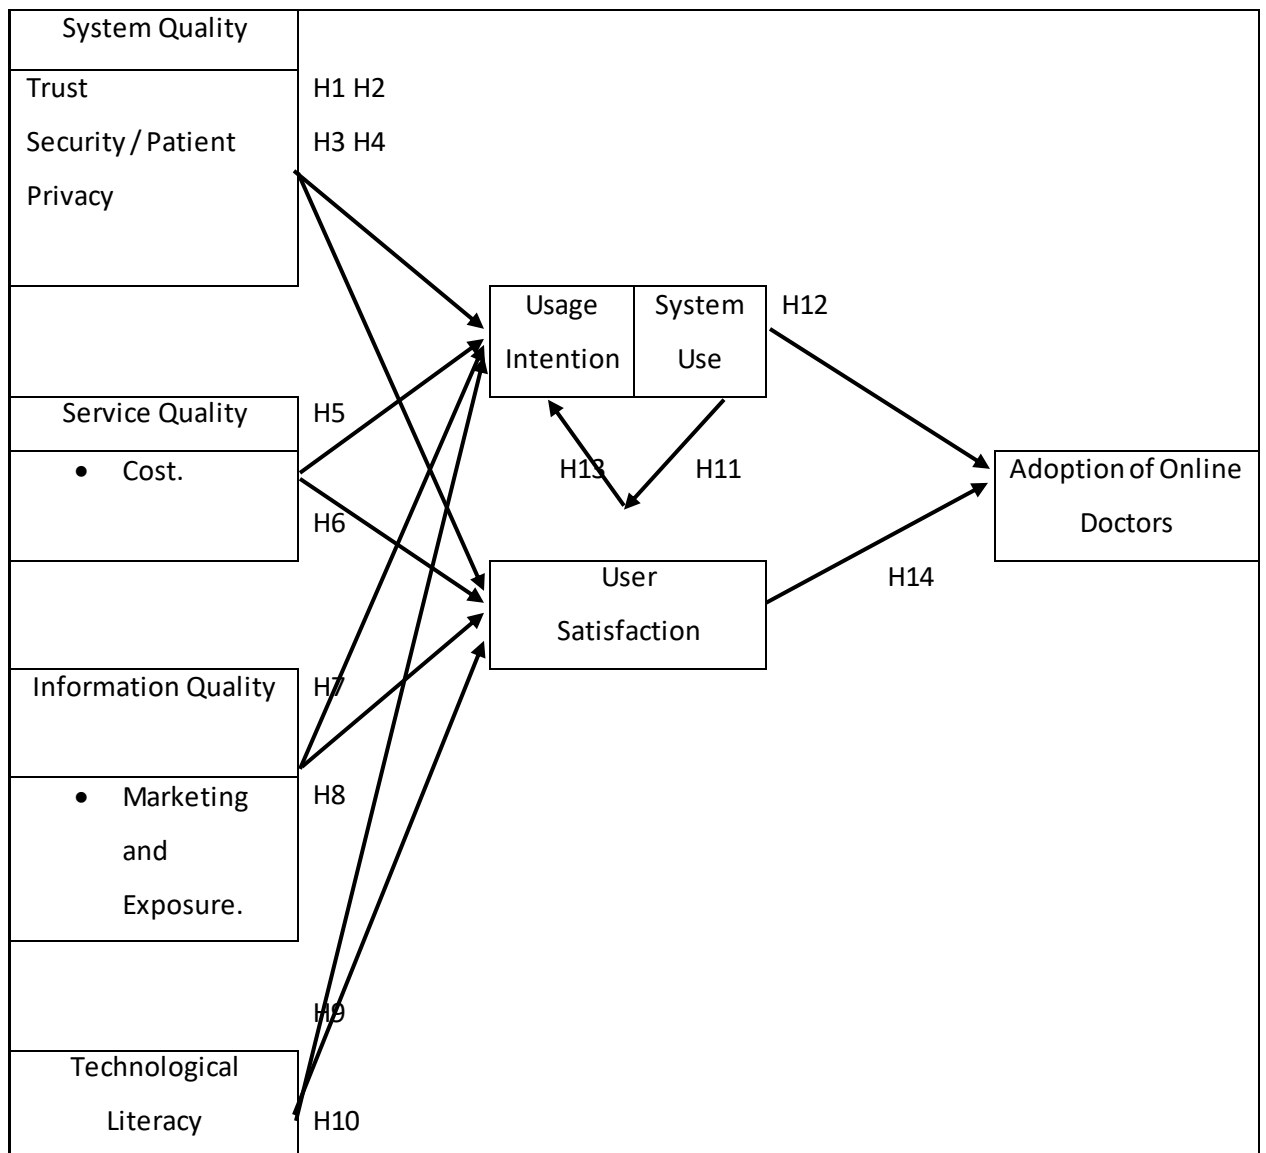 System Quality
Trust
H1 H2
Security / Patient
H3 H4
Privacy
Usage
Intention
System
Use
H12
Service Quality
H5
• Cost.
H6
H13
H11
Adoption of Online
Doctors
User
Satisfaction
H14
Information Quality
H7
• Marketing
and
Exposure.
H8
H9
Technological
Literacy
H10